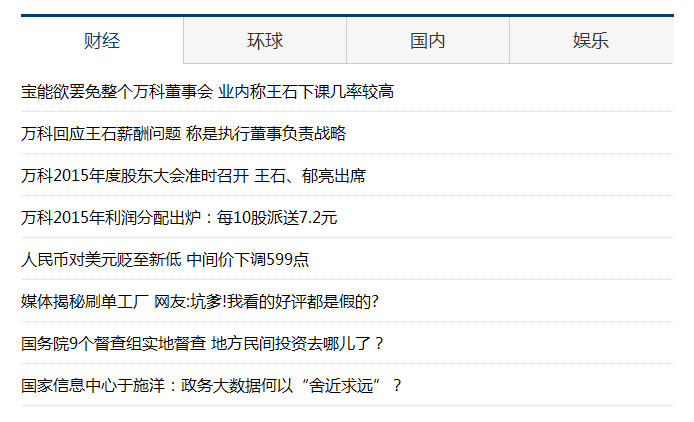 财经 环球 国内 娱乐
宝能欲罢免整个万科董事会 业内称王石下课几率较高
万科回应王石薪酬问题 称是执行董事负责战略
万科2015年度股东大会准时召开 王石、郁亮出席
万科2015年利润分配出炉：每10股派送7.2元
人民币对美元贬至新低 中间价下调599点
媒体揭秘刷单工厂 网友:坑爹!我看的好评都是假的?
国务院9个督查组实地督查 地方民间投资去哪儿了？
国家信息中心于施洋：政务大数据何以“舍近求远”？